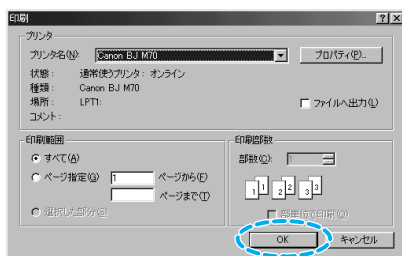 印刷
プリンタ
プリンタ名(N): Canon BJ M70 プロパティ(P)...
状態: 通常使うプリンタ: オンライン
種類: Canon BJ M70
場所: LPT1: ファイルへ出力(L)
コメント:
印刷範囲
すべて(A)
ページ指定(G) 1 ページから(F)
ページまで(T)
選択した部分(S)
印刷部数
部数(C): 1
1 1 2 2 3 3
部単位で印刷(O)
OK キャンセル